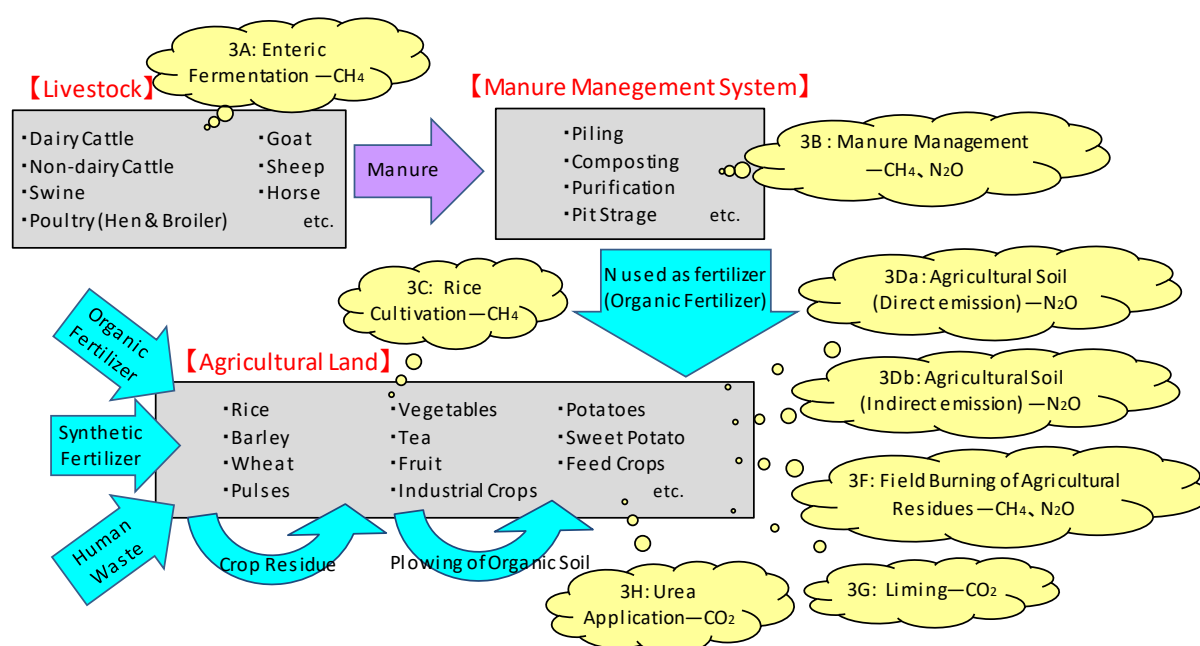 3A: Enteric
Fermentation —CH₄
【Livestock】
・Dairy Cattle
・Non-dairy Cattle
・Swine
・Poultry (Hen & Broiler)
・Goat
・Sheep
・Horse
etc.
Manure
【Manure Manegement System】
・Piling
・Composting
・Purification
・Pit Strage
etc.
3B : Manure Management
—CH₄、N₂O
N used as fertilizer
(Organic Fertilizer)
3C: Rice
Cultivation—CH₄
3Da: Agricultural Soil
(Direct emission) —N₂O
3Db: Agricultural Soil
(Indirect emission) —N₂O
3F: Field Burning of Agricultural
Residues—CH₄、N₂O
3G: Liming—CO₂
3H: Urea
Application—CO₂
Organic
Fertilizer
Synthetic
Fertilizer
Human
Waste
【Agricultural Land】
・Rice
・Barley
・Wheat
・Pulses
・Vegetables
・Tea
・Fruit
・Industrial Crops
・Potatoes
・Sweet Potato
・Feed Crops
etc.
Crop Residue
Plowing of Organic Soil